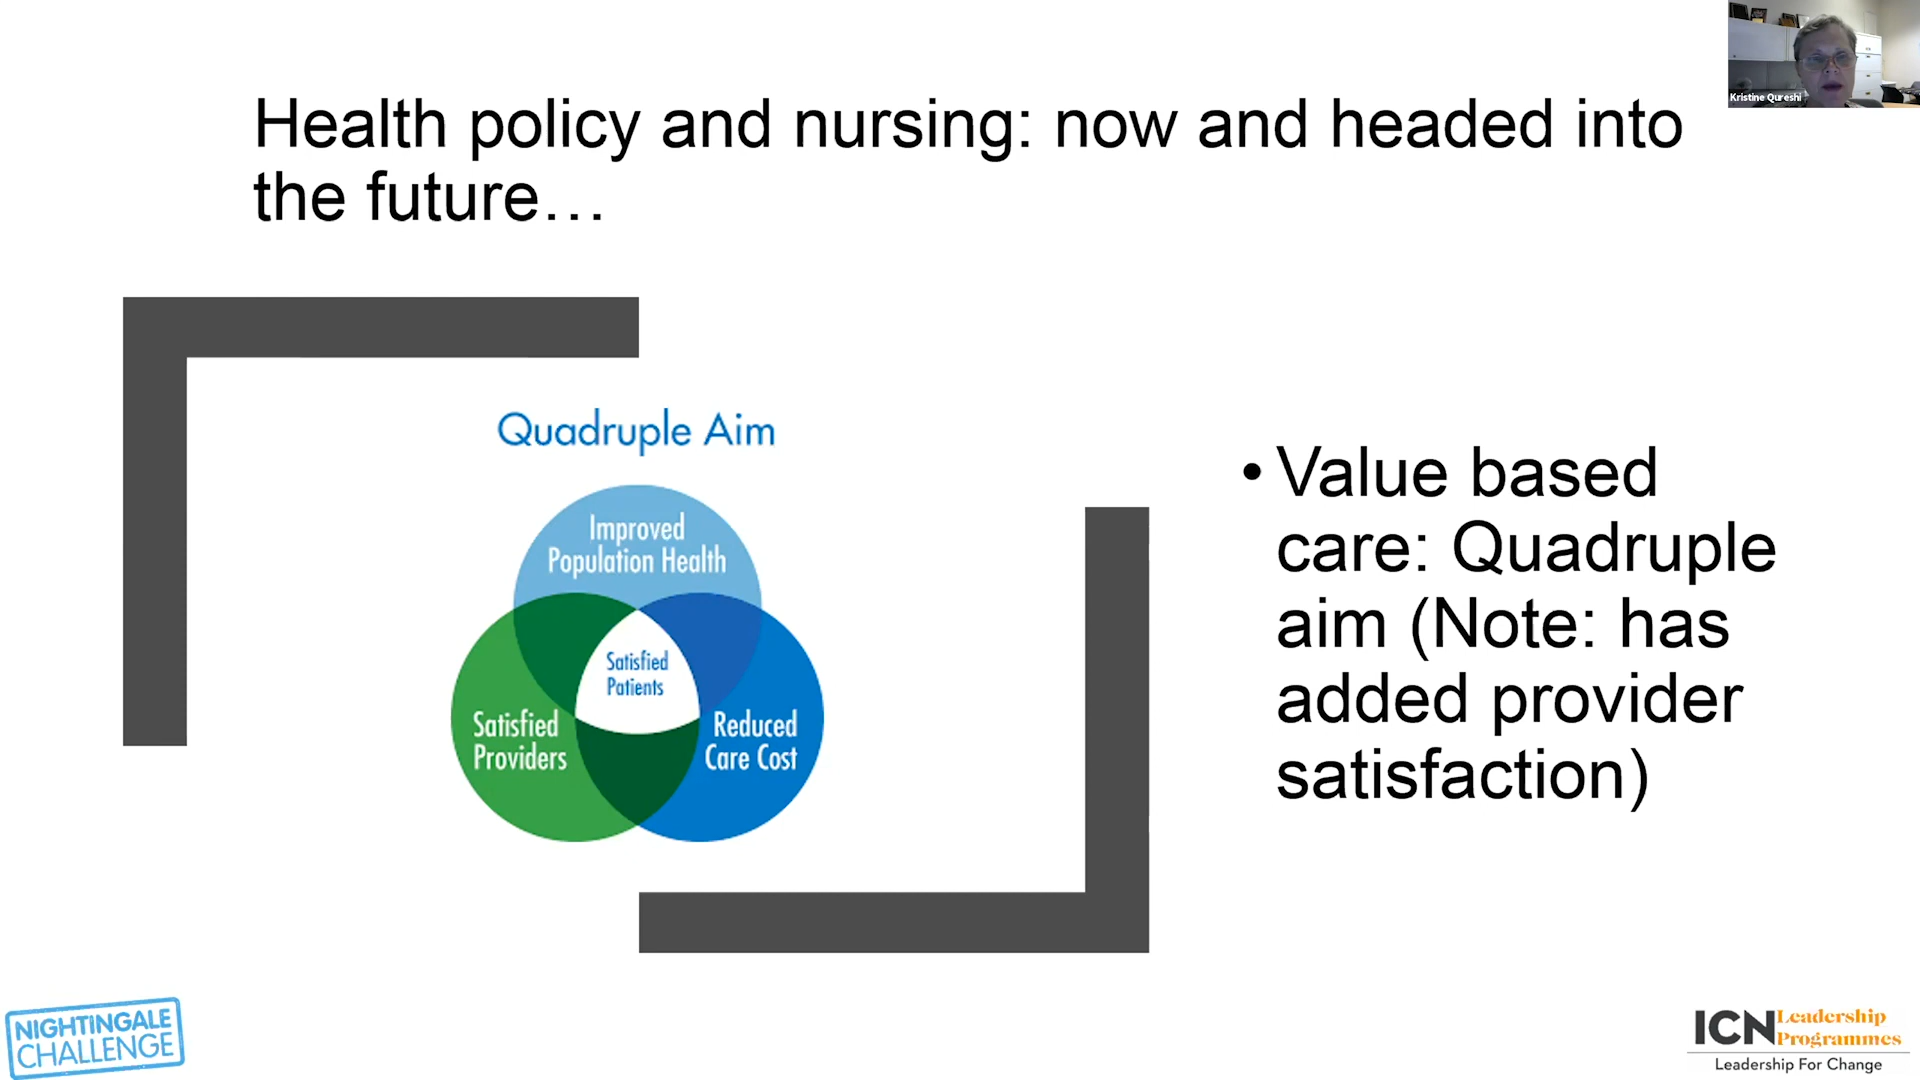 Kristine Qureshi
Health policy and nursing: now and headed into
the future…
Quadruple Aim
Improved
Population Health
Satisfied
Patients
Satisfied
Providers
Reduced
Care Cost
• Value based
care: Quadruple
aim (Note: has
added provider
satisfaction)
NIGHTINGALE
CHALLENGE
ICN Leadership
Programmes
Leadership For Change